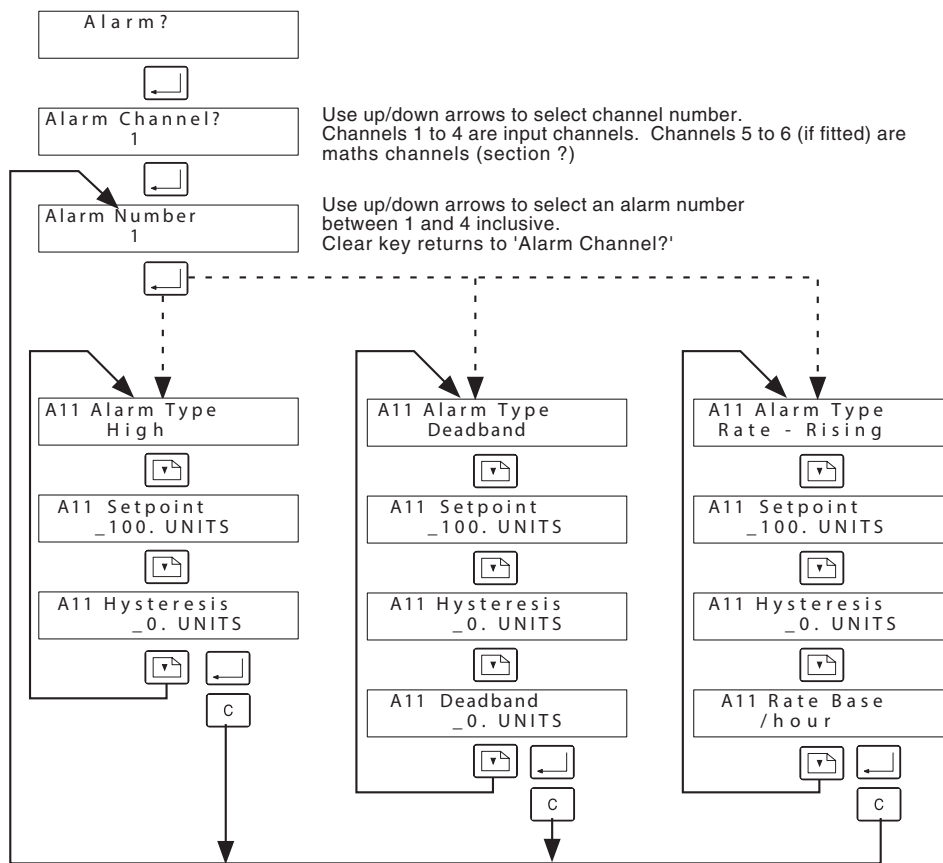 Alarm?
Alarm Channel?
1
Use up/down arrows to select channel number.
Channels 1 to 4 are input channels.  Channels 5 to 6 (if fitted) are
maths channels (section ?)
Alarm Number
1
Use up/down arrows to select an alarm number
between 1 and 4 inclusive.
Clear key returns to 'Alarm Channel?'
A11 Alarm Type
High
A11 Setpoint
_100. UNITS
A11 Hysteresis
_0. UNITS
C
A11 Alarm Type
Deadband
A11 Setpoint
_100. UNITS
A11 Hysteresis
_0. UNITS
A11 Deadband
_0. UNITS
C
A11 Alarm Type
Rate - Rising
A11 Setpoint
_100. UNITS
A11 Hysteresis
_0. UNITS
A11 Rate Base
/hour
C